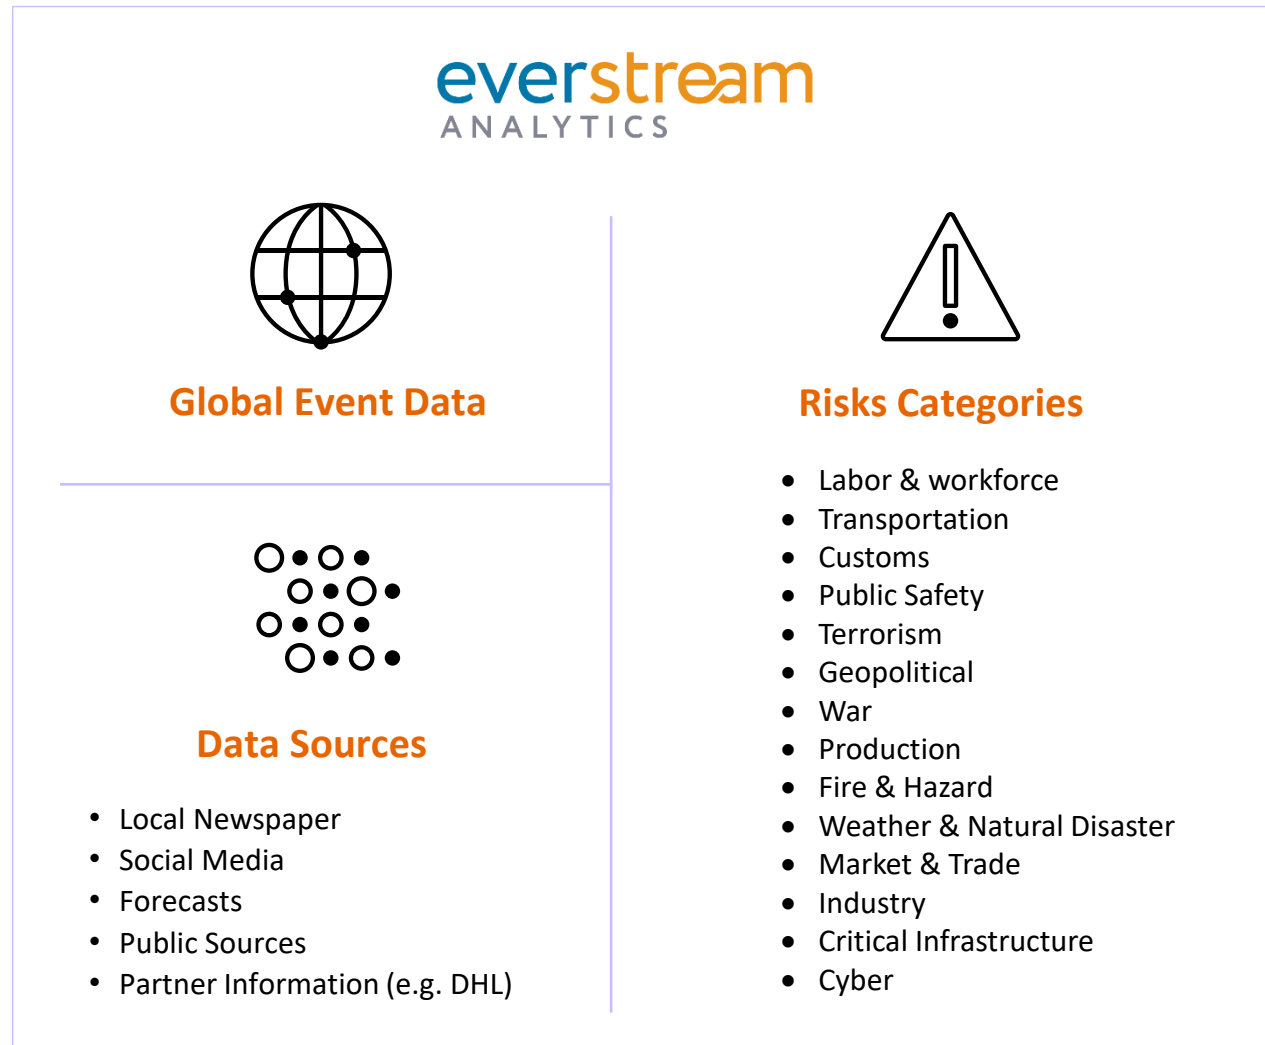 everstream
ANALYTICS
Global Event Data
Data Sources
• Local Newspaper
• Social Media
• Forecasts
• Public Sources
• Partner Information (e.g. DHL)
Risks Categories
• Labor & workforce
• Transportation
• Customs
• Public Safety
• Terrorism
• Geopolitical
• War
• Production
• Fire & Hazard
• Weather & Natural Disaster
• Market & Trade
• Industry
• Critical Infrastructure
• Cyber